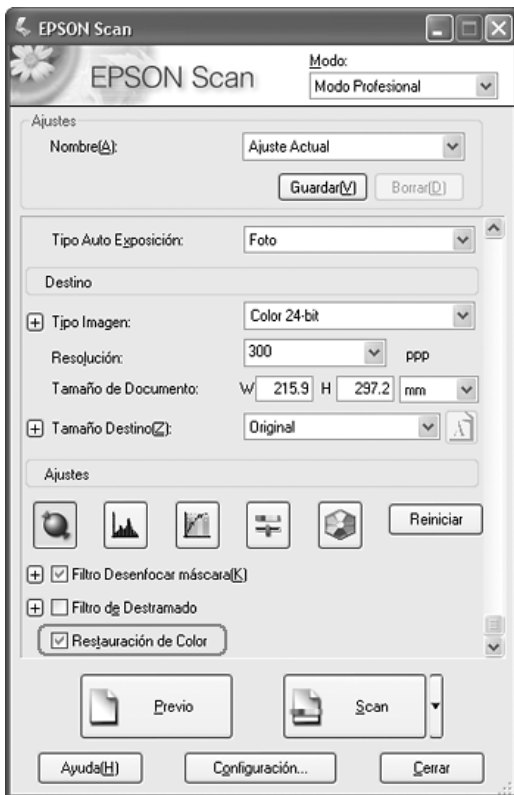 EPSON Scan
EPSON Scan
Modo:
Modo Profesional
Ajustes
Nombre(A): Ajuste Actual
Guardar(V) Borrar(D)
Tipo Auto Exposición: Foto
Destino
Tipo Imagen: Color 24-bit
Resolución: 300 ppp
Tamaño de Documento: W 215.9 H 297.2 mm
Tamaño Destino(Z): Original
Ajustes
Reiniciar
Filtro Desenfocar máscara(K)
Filtro de Destramado
Restauración de Color
Previo Scan
Ayuda(H) Configuración... Cerrar